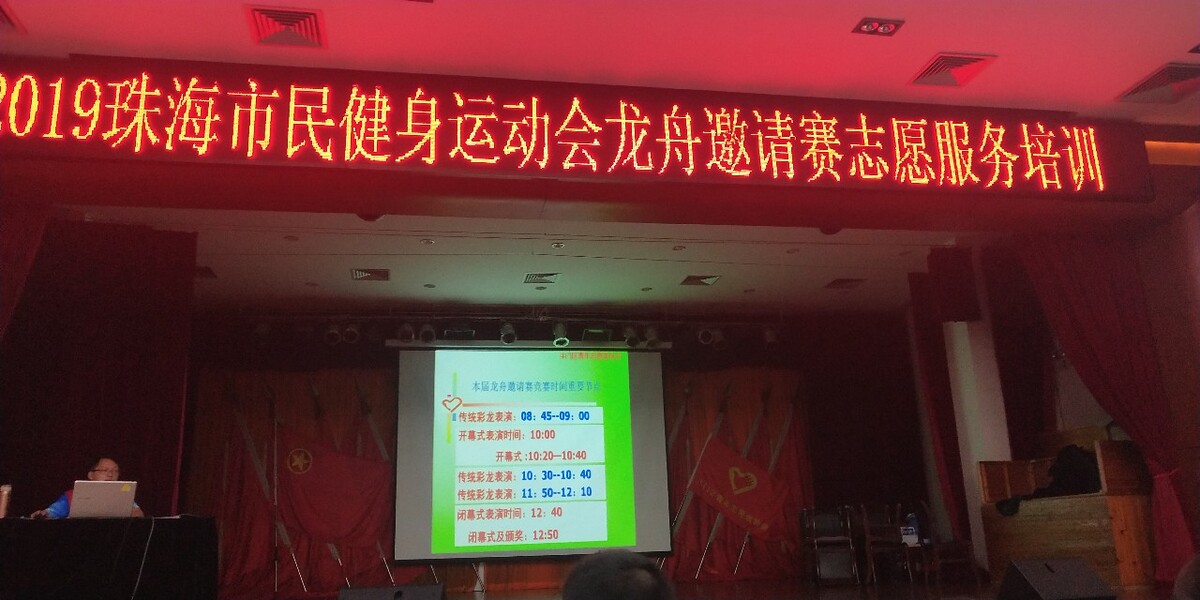 2019珠海市民健身运动会龙舟邀请赛志愿服务培训
本届龙舟邀请赛竞赛时间重要节点
传统彩龙表演：08：45--09：00
开幕式表演时间：10:00
开幕式:10:20—10:40
传统彩龙表演：10：30--10：40
传统彩龙表演：11：50--12：10
闭幕式表演时间：12：40
闭幕式及颁奖：12:50